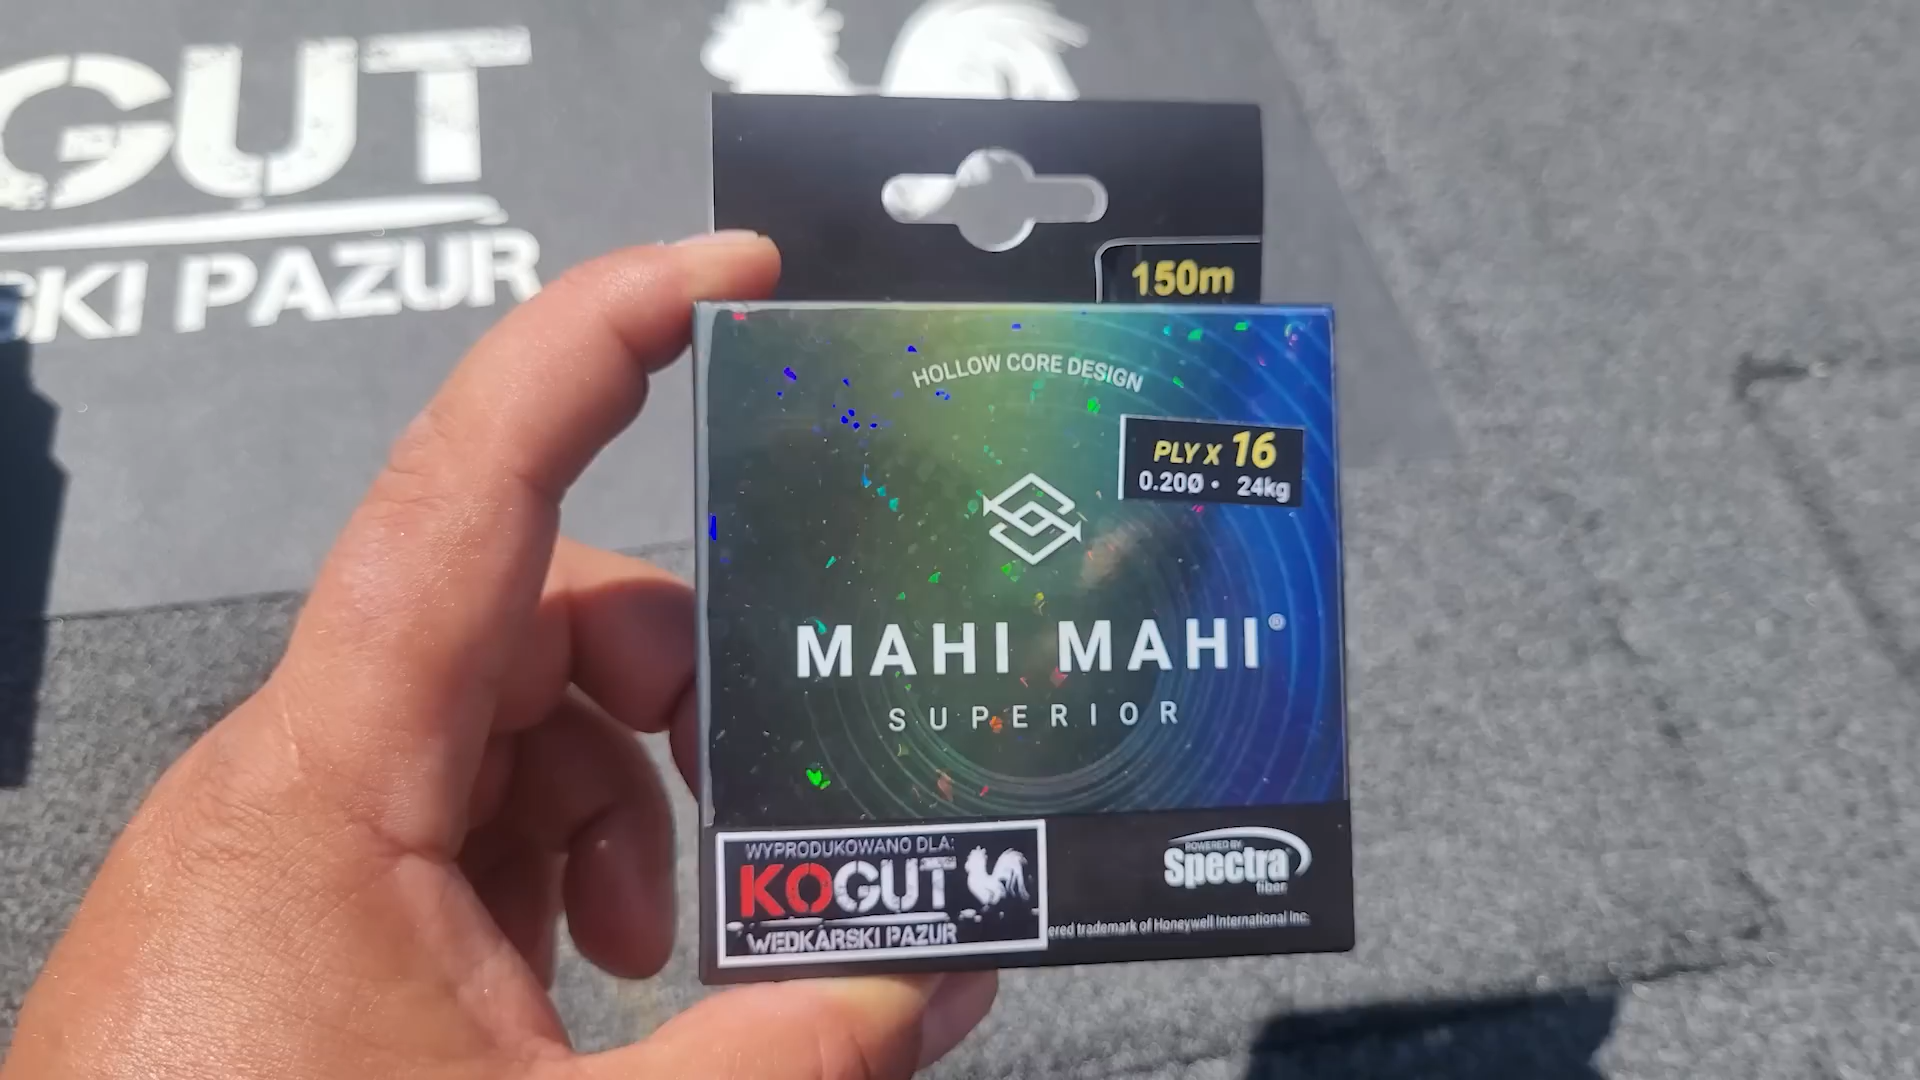 GUT
SKI PAZUR
150m
HOLLOW CORE DESIGN
PLY X 16
0.20Ø • 24kg
MAHI MAHI®
SUPERIOR
WYPRODUKOWANO DLA:
KOGUT
WĘDKARSKI PAZUR
POWERED BY
Spectra
fiber
ered trademark of Honeywell International Inc.